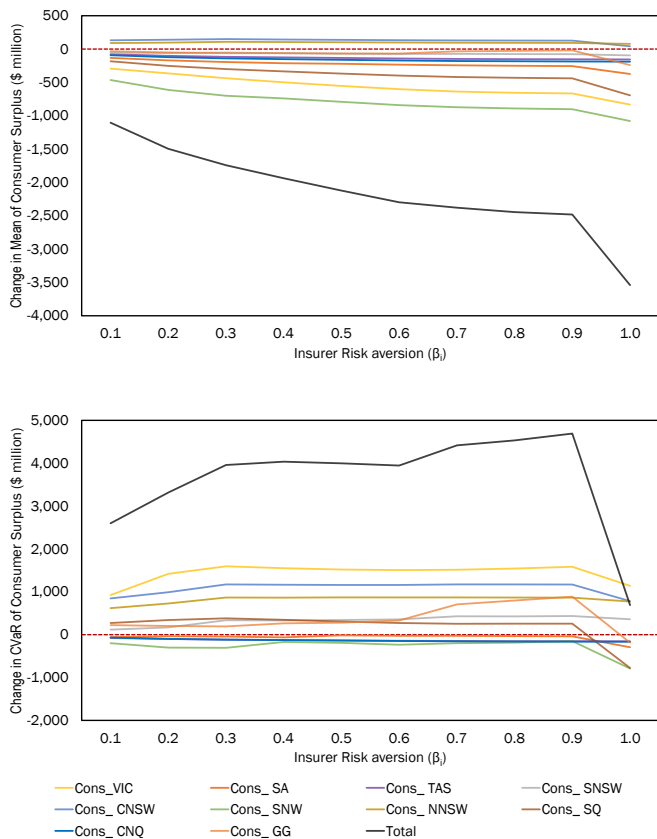 Change in Mean of Consumer Surplus ($ million)
500
0
-500
-1,000
-1,500
-2,000
-2,500
-3,000
-3,500
-4,000
0.1 0.2 0.3 0.4 0.5 0.6 0.7 0.8 0.9 1.0
Insurer Risk aversion (βi)
Change in CVaR of Consumer Surplus ($ million)
5,000
4,000
3,000
2,000
1,000
0
-1,000
-2,000
0.1 0.2 0.3 0.4 0.5 0.6 0.7 0.8 0.9 1.0
Insurer Risk aversion (βi)
Cons_VIC Cons_ SA Cons_ TAS Cons_ SNSW
Cons_ CNSW Cons_ SNW Cons_ NNSW Cons_ SQ
Cons_ CNQ Cons_ GG Total